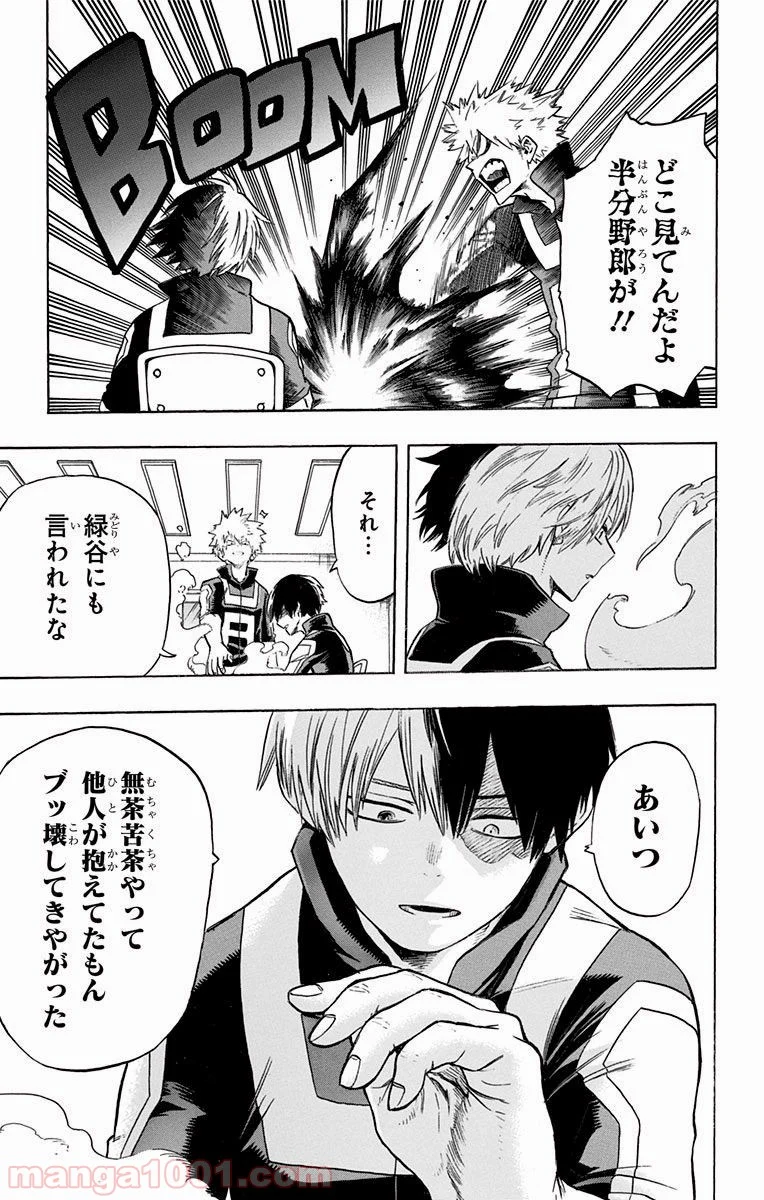 BOOM
どこ見てんだよ
半分野郎が!!
それ…
緑谷にも
言われたな
あいつ
無茶苦茶やって
他人が抱えてたもん
ブッ壊してきやがった
manga1001.com